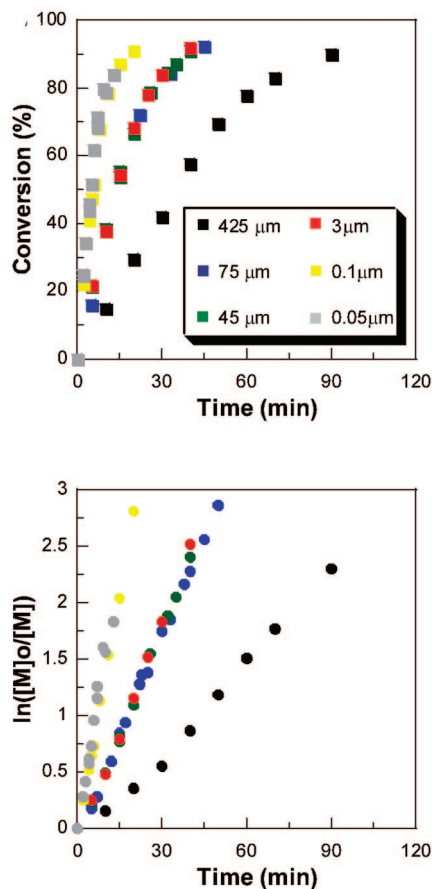 100
80
60
40
20
0
Conversion (%)
425 μm
3μm
75 μm
0.1μm
45 μm
0.05μm
0 30 60 90 120
Time (min)
3
2.5
2
1.5
1
0.5
0
ln([M]o/[M])
0 30 60 90 120
Time (min)